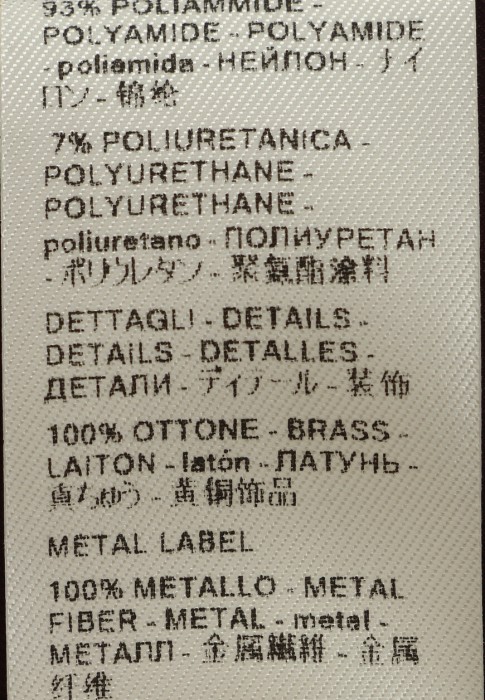 93% POLIAMMIDE -
POLYAMIDE - POLYAMIDE
- poliamida - НЕЙЛОН - ナイ
ロン - 锦纶
7% POLIURETANICA -
POLYURETHANE -
POLYURETHANE -
poliuretano - ПОЛИУРЕТАН
- ポリウレタン - 聚氨酯涂料
DETTAGLI - DETAILS -
DETAILS - DETALLES -
ДЕТАЛИ - ディテール - 装饰
100% OTTONE - BRASS -
LAITON - latón - ЛАТУНЬ -
真ちゅう - 黄铜饰品
METAL LABEL
100% METALLO - METAL
FIBER - METAL - metal -
МЕТАЛЛ - 金属繊維 - 金属
纤维